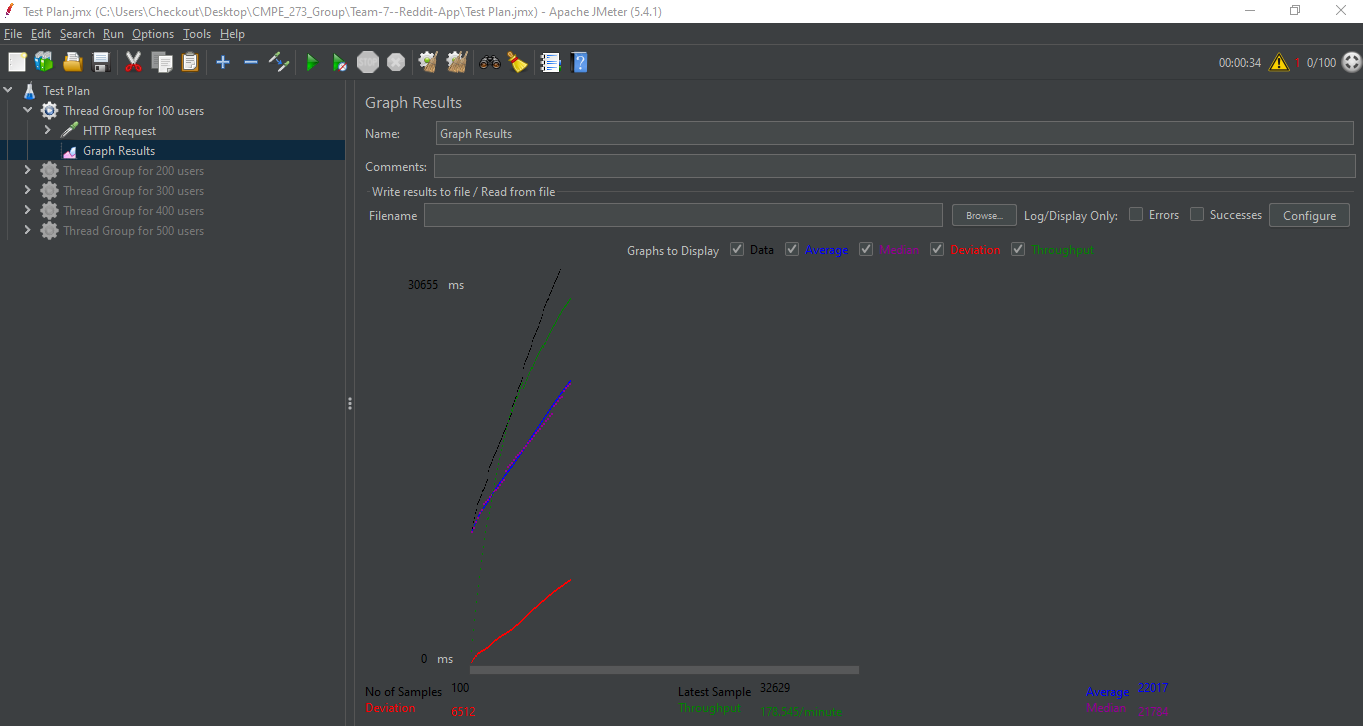 Test Plan.jmx (C:\Users\Checkout\Desktop\CMPE_273_Group\Team-7--Reddit-App\Test Plan.jmx) - Apache JMeter (5.4.1)
File Edit Search Run Options Tools Help
STOP 00:00:34 1 0/100
Test Plan
Thread Group for 100 users
HTTP Request
Graph Results
Thread Group for 200 users
Thread Group for 300 users
Thread Group for 400 users
Thread Group for 500 users
Graph Results
Name: Graph Results
Comments:
Write results to file / Read from file
Filename Browse... Log/Display Only: Errors Successes Configure
Graphs to Display Data Average Median Deviation Throughput
30655 ms
0 ms
No of Samples 100 Latest Sample 32629 Average 22017
Deviation 6512 Throughput 178.545/minute Median